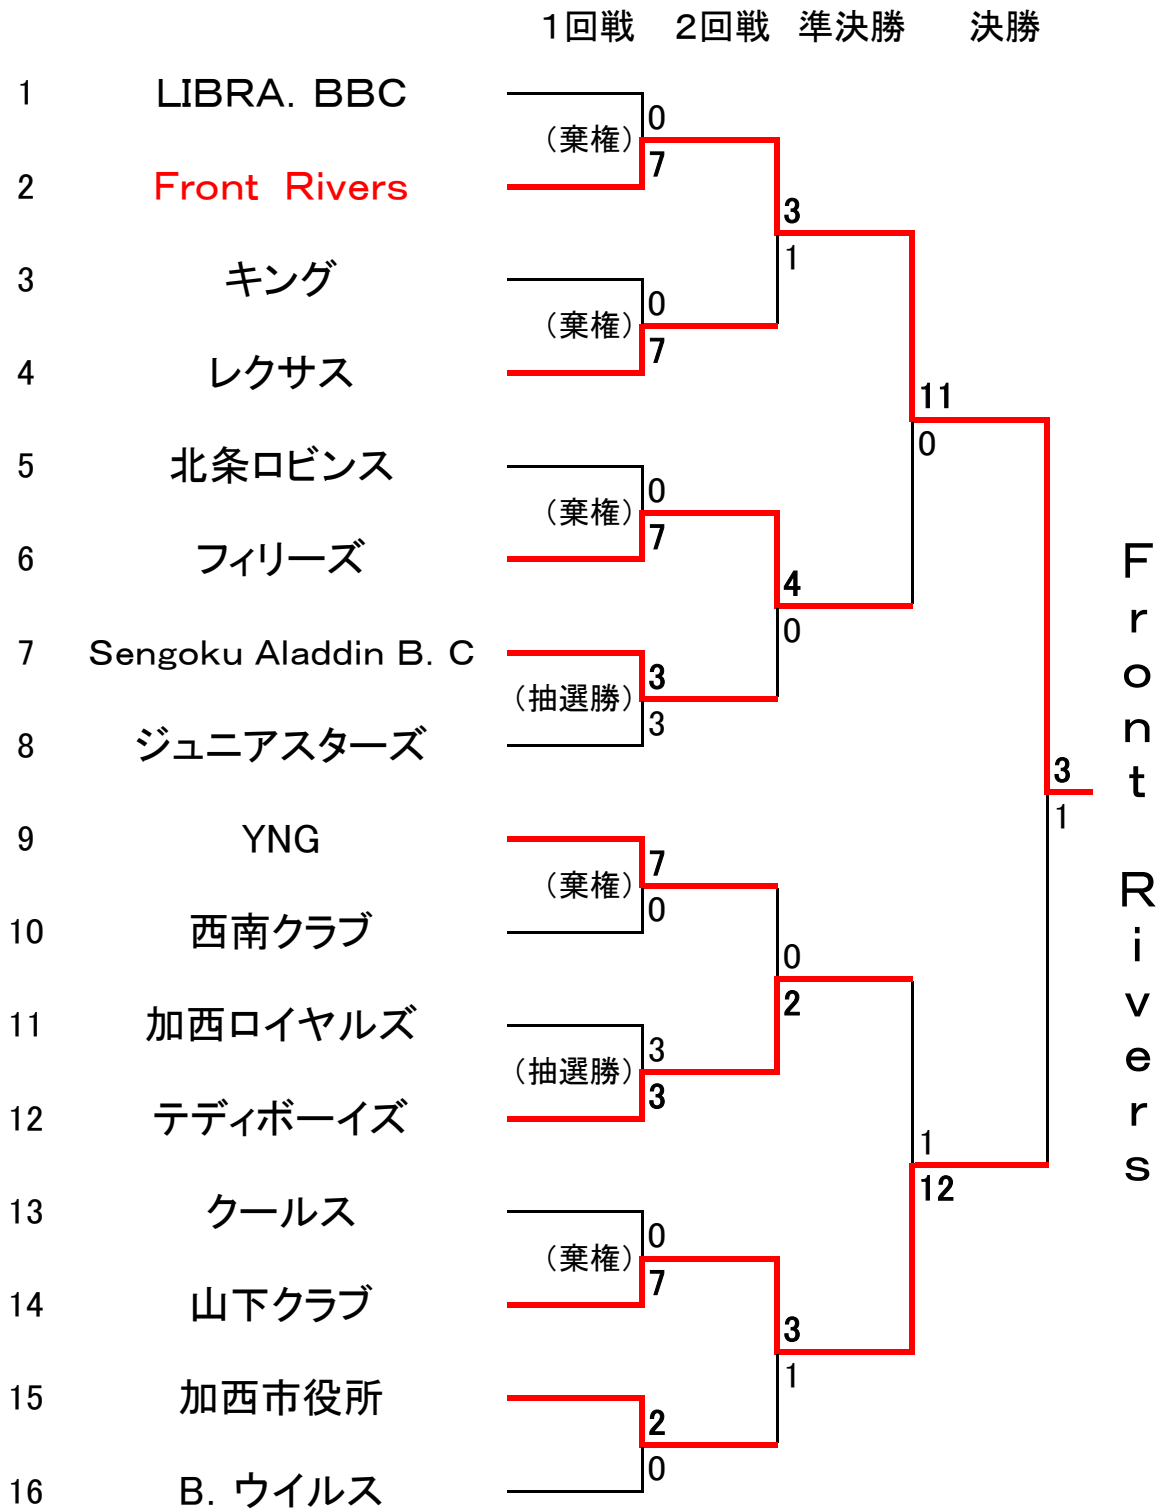 1回戦 2回戦 準決勝 決勝
1 LIBRA．BBC
0
(棄権)
7
2 Front Rivers
3
1
3 キング
0
(棄権)
7
4 レクサス
11
0
5 北条ロビンス
0
(棄権)
7
6 フィリーズ
4
0
7 Sengoku Aladdin B．C
3
(抽選勝)
3
8 ジュニアスターズ
3
1
9 YNG
7
(棄権)
0
10 西南クラブ
0
2
11 加西ロイヤルズ
3
(抽選勝)
3
12 テディボーイズ
1
12
13 クールス
0
(棄権)
7
14 山下クラブ
3
1
15 加西市役所
2
0
16 B．ウイルス
Front Rivers